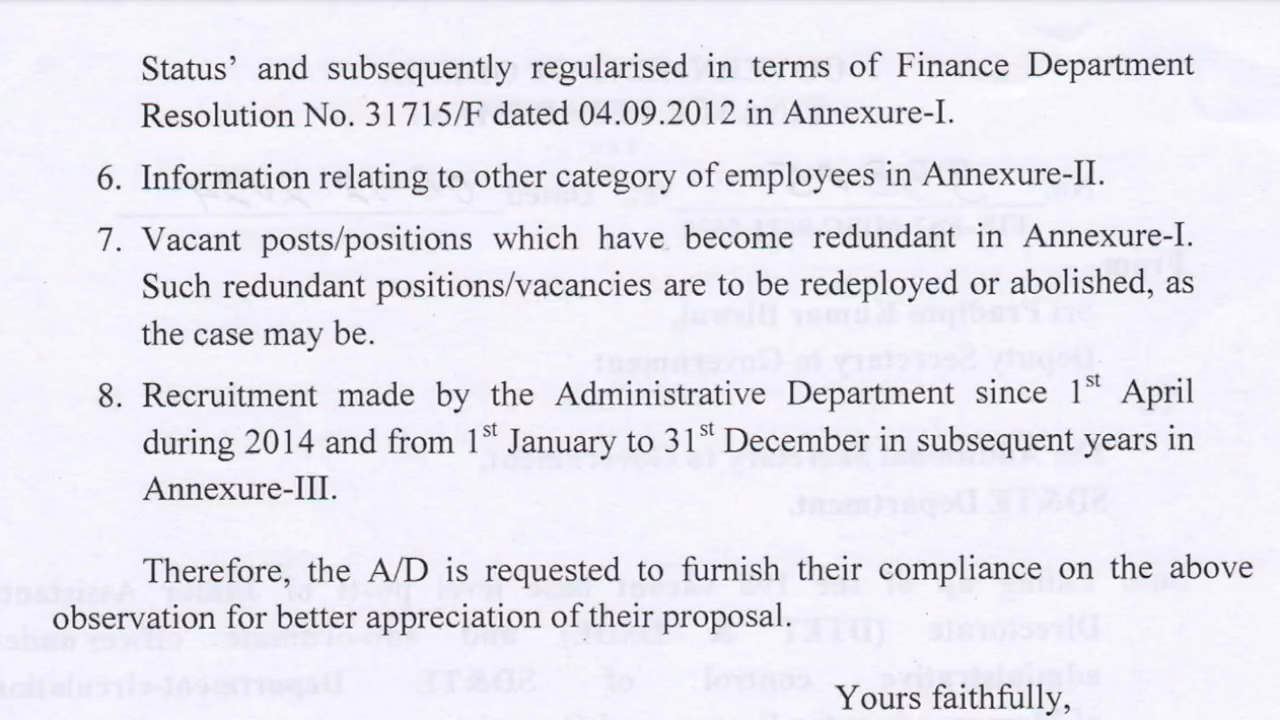 Status’ and subsequently regularised in terms of Finance Department
Resolution No. 31715/F dated 04.09.2012 in Annexure-I.
6. Information relating to other category of employees in Annexure-II.
7. Vacant posts/positions which have become redundant in Annexure-I.
Such redundant positions/vacancies are to be redeployed or abolished, as
the case may be.
8. Recruitment made by the Administrative Department since 1st April
during 2014 and from 1st January to 31st December in subsequent years in
Annexure-III.
Therefore, the A/D is requested to furnish their compliance on the above
observation for better appreciation of their proposal.
Yours faithfully,